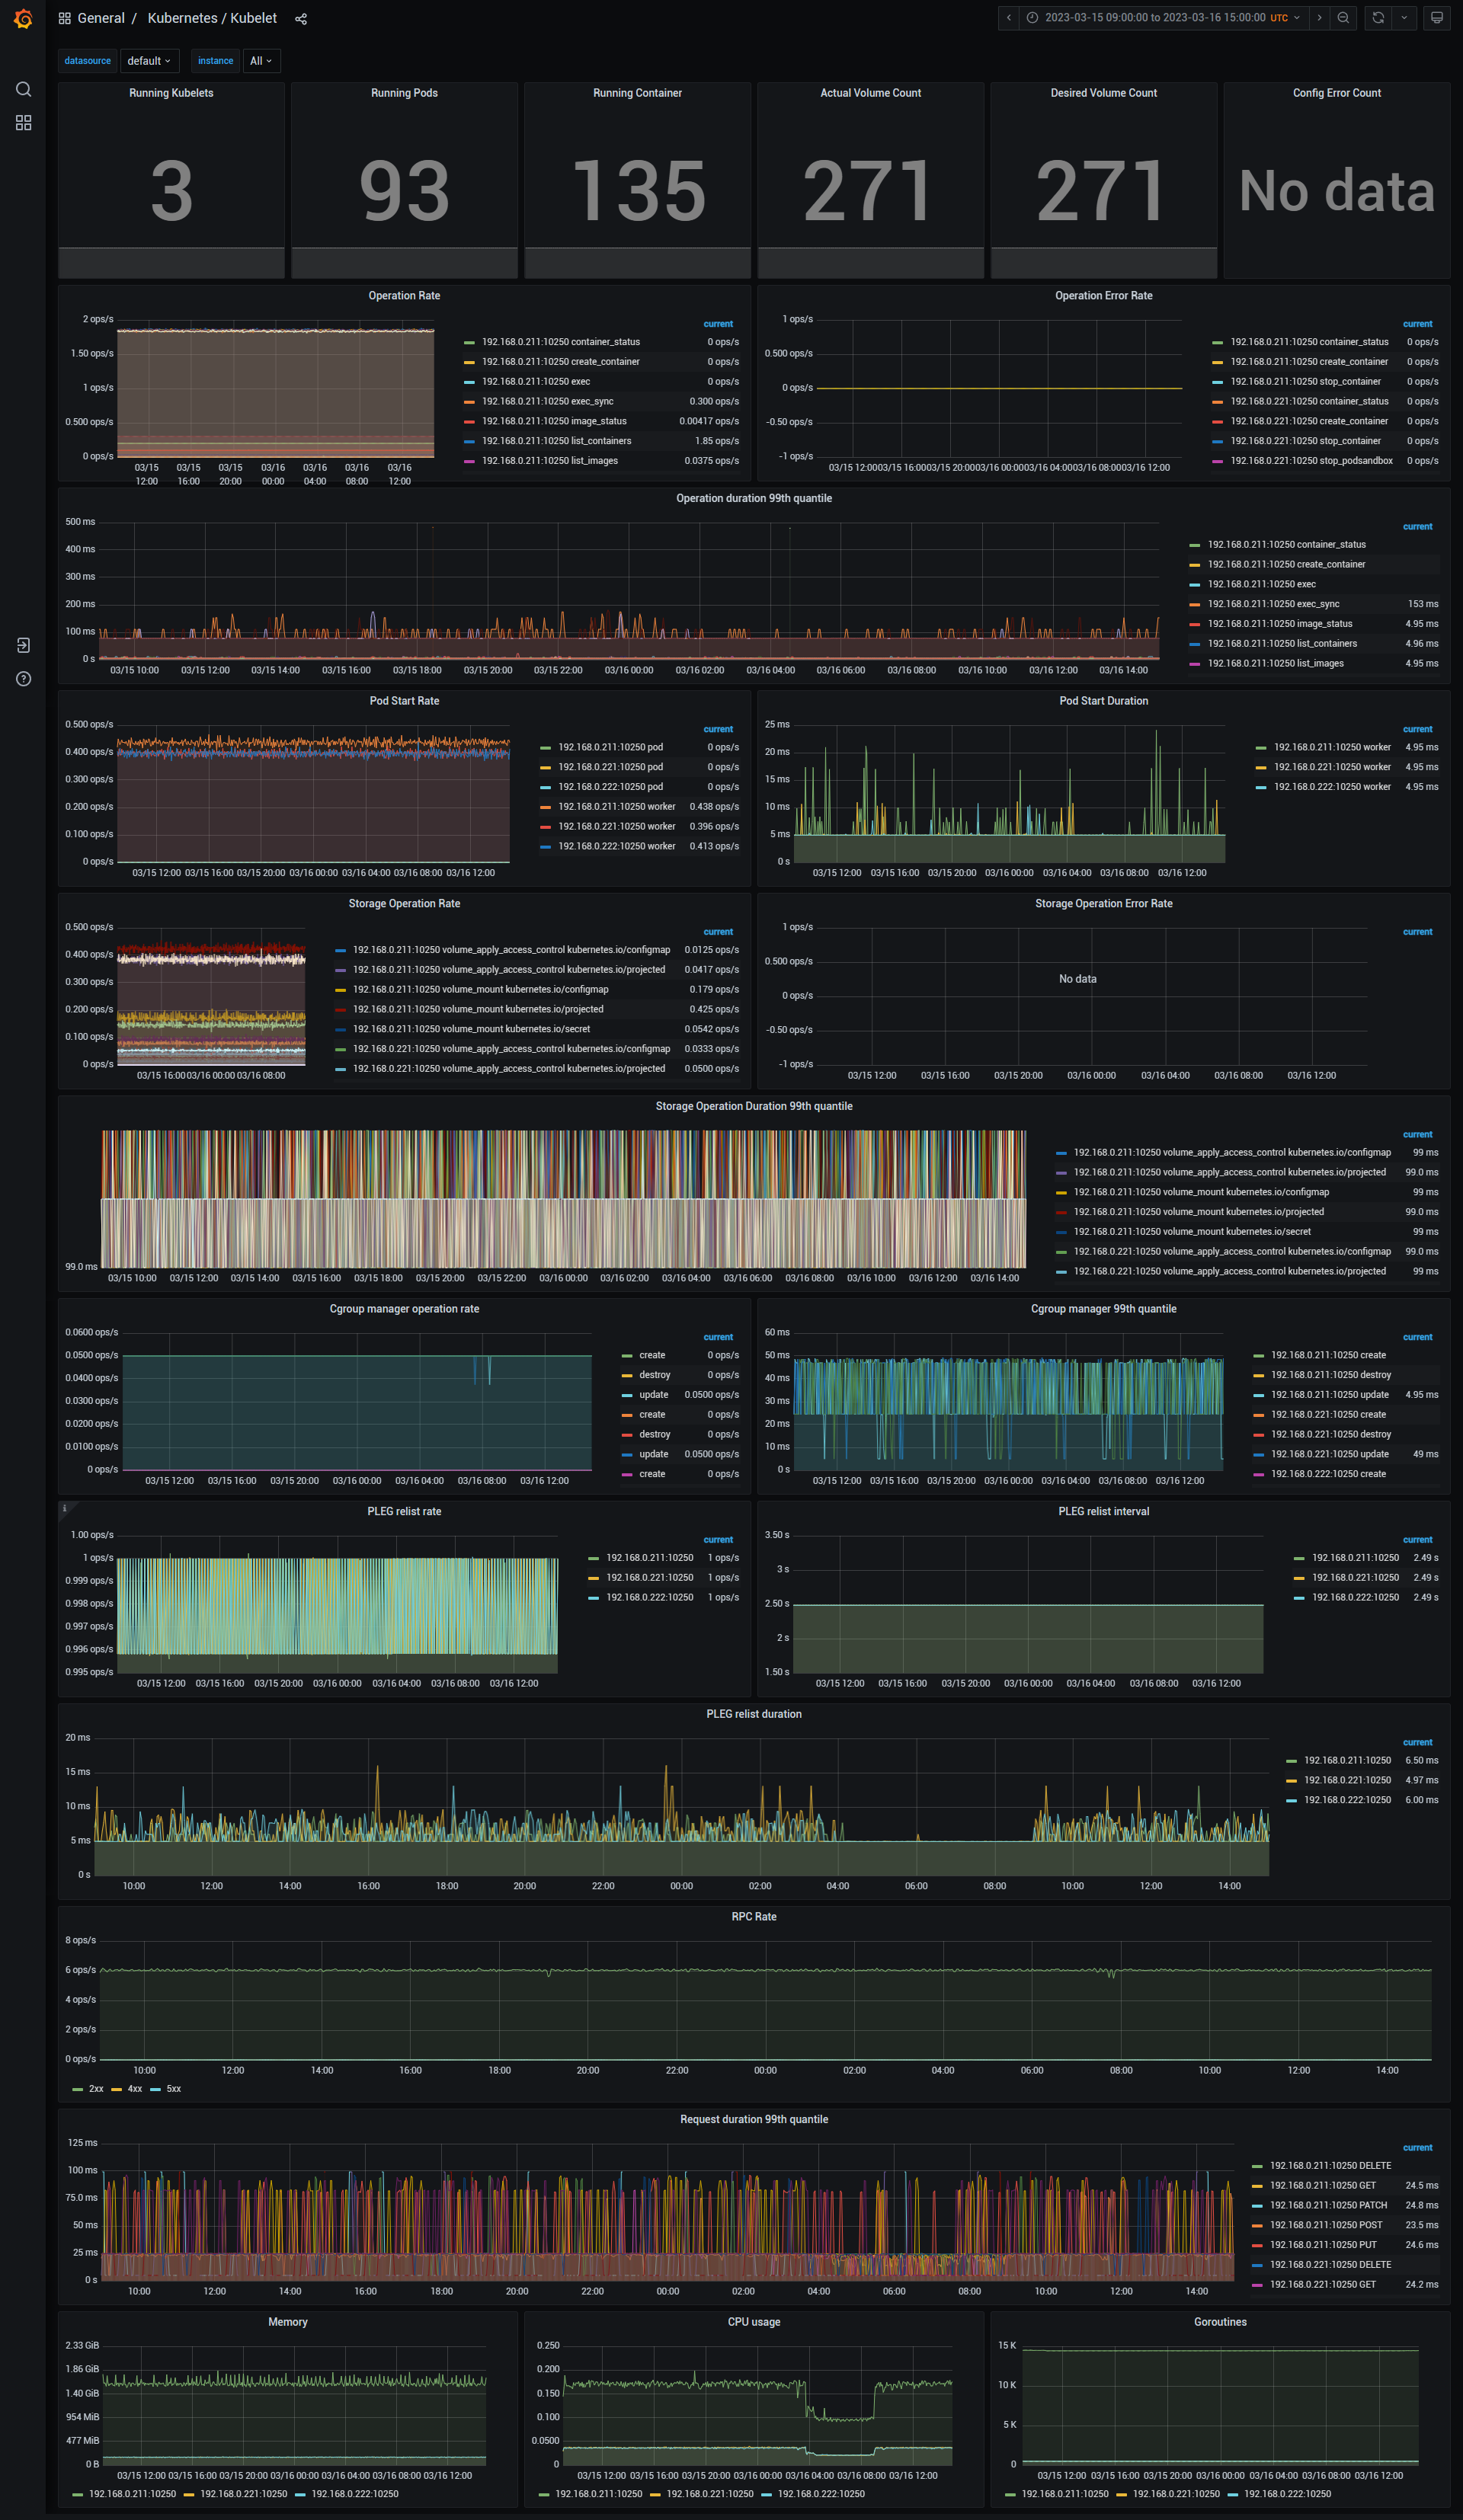 General / Kubernetes / Kubelet
2023-03-15 09:00:00 to 2023-03-16 15:00:00 UTC
datasource default instance All
Running Kubelets
3
Running Pods
93
Running Container
135
Actual Volume Count
271
Desired Volume Count
271
Config Error Count
No data
Operation Rate
2 ops/s
1.50 ops/s
1 ops/s
0.500 ops/s
0 ops/s
03/15 03/15 03/15 03/16 03/16 03/16 03/16
12:00 16:00 20:00 00:00 04:00 08:00 12:00
current
192.168.0.211:10250 container_status 0 ops/s
192.168.0.211:10250 create_container 0 ops/s
192.168.0.211:10250 exec 0 ops/s
192.168.0.211:10250 exec_sync 0.300 ops/s
192.168.0.211:10250 image_status 0.00417 ops/s
192.168.0.211:10250 list_containers 1.85 ops/s
192.168.0.211:10250 list_images 0.0375 ops/s
Operation Error Rate
1 ops/s
0.500 ops/s
0 ops/s
-0.50 ops/s
-1 ops/s
03/15 12:00 03/15 16:00 03/15 20:00 03/16 00:00 03/16 04:00 03/16 08:00 03/16 12:00
current
192.168.0.211:10250 container_status 0 ops/s
192.168.0.211:10250 create_container 0 ops/s
192.168.0.211:10250 stop_container 0 ops/s
192.168.0.221:10250 container_status 0 ops/s
192.168.0.221:10250 create_container 0 ops/s
192.168.0.221:10250 stop_container 0 ops/s
192.168.0.221:10250 stop_podsandbox 0 ops/s
Operation duration 99th quantile
500 ms
400 ms
300 ms
200 ms
100 ms
0 s
03/15 10:00 03/15 12:00 03/15 14:00 03/15 16:00 03/15 18:00 03/15 20:00 03/15 22:00 03/16 00:00 03/16 02:00 03/16 04:00 03/16 06:00 03/16 08:00 03/16 10:00 03/16 12:00 03/16 14:00
current
192.168.0.211:10250 container_status
192.168.0.211:10250 create_container
192.168.0.211:10250 exec
192.168.0.211:10250 exec_sync 153 ms
192.168.0.211:10250 image_status 4.95 ms
192.168.0.211:10250 list_containers 4.96 ms
192.168.0.211:10250 list_images 4.95 ms
Pod Start Rate
0.500 ops/s
0.400 ops/s
0.300 ops/s
0.200 ops/s
0.100 ops/s
0 ops/s
03/15 12:00 03/15 16:00 03/15 20:00 03/16 00:00 03/16 04:00 03/16 08:00 03/16 12:00
current
192.168.0.211:10250 pod 0 ops/s
192.168.0.221:10250 pod 0 ops/s
192.168.0.222:10250 pod 0 ops/s
192.168.0.211:10250 worker 0.438 ops/s
192.168.0.221:10250 worker 0.396 ops/s
192.168.0.222:10250 worker 0.413 ops/s
Pod Start Duration
25 ms
20 ms
15 ms
10 ms
5 ms
0 s
03/15 12:00 03/15 16:00 03/15 20:00 03/16 00:00 03/16 04:00 03/16 08:00 03/16 12:00
current
192.168.0.211:10250 worker 4.95 ms
192.168.0.221:10250 worker 4.95 ms
192.168.0.222:10250 worker 4.95 ms
Storage Operation Rate
0.500 ops/s
0.400 ops/s
0.300 ops/s
0.200 ops/s
0.100 ops/s
0 ops/s
03/15 16:00 03/16 00:00 03/16 08:00
current
192.168.0.211:10250 volume_apply_access_control kubernetes.io/configmap 0.0125 ops/s
192.168.0.211:10250 volume_apply_access_control kubernetes.io/projected 0.0417 ops/s
192.168.0.211:10250 volume_mount kubernetes.io/configmap 0.179 ops/s
192.168.0.211:10250 volume_mount kubernetes.io/projected 0.425 ops/s
192.168.0.211:10250 volume_mount kubernetes.io/secret 0.0542 ops/s
192.168.0.221:10250 volume_apply_access_control kubernetes.io/configmap 0.0333 ops/s
192.168.0.221:10250 volume_apply_access_control kubernetes.io/projected 0.0500 ops/s
Storage Operation Error Rate
1 ops/s
0.500 ops/s
0 ops/s
-0.50 ops/s
-1 ops/s
No data
03/15 12:00 03/15 16:00 03/15 20:00 03/16 00:00 03/16 04:00 03/16 08:00 03/16 12:00
current
Storage Operation Duration 99th quantile
99.0 ms
03/15 10:00 03/15 12:00 03/15 14:00 03/15 16:00 03/15 18:00 03/15 20:00 03/15 22:00 03/16 00:00 03/16 02:00 03/16 04:00 03/16 06:00 03/16 08:00 03/16 10:00 03/16 12:00 03/16 14:00
current
192.168.0.211:10250 volume_apply_access_control kubernetes.io/configmap 99 ms
192.168.0.211:10250 volume_apply_access_control kubernetes.io/projected 99.0 ms
192.168.0.211:10250 volume_mount kubernetes.io/configmap 99 ms
192.168.0.211:10250 volume_mount kubernetes.io/projected 99.0 ms
192.168.0.211:10250 volume_mount kubernetes.io/secret 99 ms
192.168.0.221:10250 volume_apply_access_control kubernetes.io/configmap 99.0 ms
192.168.0.221:10250 volume_apply_access_control kubernetes.io/projected 99 ms
Cgroup manager operation rate
0.0600 ops/s
0.0500 ops/s
0.0400 ops/s
0.0300 ops/s
0.0200 ops/s
0.0100 ops/s
0 ops/s
03/15 12:00 03/15 16:00 03/15 20:00 03/16 00:00 03/16 04:00 03/16 08:00 03/16 12:00
current
create 0 ops/s
destroy 0 ops/s
update 0.0500 ops/s
create 0 ops/s
destroy 0 ops/s
update 0.0500 ops/s
create 0 ops/s
Cgroup manager 99th quantile
60 ms
50 ms
40 ms
30 ms
20 ms
10 ms
0 s
03/15 12:00 03/15 16:00 03/15 20:00 03/16 00:00 03/16 04:00 03/16 08:00 03/16 12:00
current
192.168.0.211:10250 create
192.168.0.211:10250 destroy
192.168.0.211:10250 update 4.95 ms
192.168.0.221:10250 create
192.168.0.221:10250 destroy
192.168.0.221:10250 update 49 ms
192.168.0.222:10250 create
PLEG relist rate
1.00 ops/s
1 ops/s
0.999 ops/s
0.998 ops/s
0.997 ops/s
0.996 ops/s
0.995 ops/s
03/15 12:00 03/15 16:00 03/15 20:00 03/16 00:00 03/16 04:00 03/16 08:00 03/16 12:00
current
192.168.0.211:10250 1 ops/s
192.168.0.221:10250 1 ops/s
192.168.0.222:10250 1 ops/s
PLEG relist interval
3.50 s
3 s
2.50 s
2 s
1.50 s
03/15 12:00 03/15 16:00 03/15 20:00 03/16 00:00 03/16 04:00 03/16 08:00 03/16 12:00
current
192.168.0.211:10250 2.49 s
192.168.0.221:10250 2.49 s
192.168.0.222:10250 2.49 s
PLEG relist duration
20 ms
15 ms
10 ms
5 ms
0 s
10:00 12:00 14:00 16:00 18:00 20:00 22:00 00:00 02:00 04:00 06:00 08:00 10:00 12:00 14:00
current
192.168.0.211:10250 6.50 ms
192.168.0.221:10250 4.97 ms
192.168.0.222:10250 6.00 ms
RPC Rate
8 ops/s
6 ops/s
4 ops/s
2 ops/s
0 ops/s
10:00 12:00 14:00 16:00 18:00 20:00 22:00 00:00 02:00 04:00 06:00 08:00 10:00 12:00 14:00
2xx 4xx 5xx
Request duration 99th quantile
125 ms
100 ms
75.0 ms
50 ms
25 ms
0 s
10:00 12:00 14:00 16:00 18:00 20:00 22:00 00:00 02:00 04:00 06:00 08:00 10:00 12:00 14:00
current
192.168.0.211:10250 DELETE
192.168.0.211:10250 GET 24.5 ms
192.168.0.211:10250 PATCH 24.8 ms
192.168.0.211:10250 POST 23.5 ms
192.168.0.211:10250 PUT 24.6 ms
192.168.0.221:10250 DELETE
192.168.0.221:10250 GET 24.2 ms
Memory
2.33 GiB
1.86 GiB
1.40 GiB
954 MiB
477 MiB
0 B
03/15 12:00 03/15 16:00 03/15 20:00 03/16 00:00 03/16 04:00 03/16 08:00 03/16 12:00
192.168.0.211:10250 192.168.0.221:10250 192.168.0.222:10250
CPU usage
0.250
0.200
0.150
0.100
0.0500
0
03/15 12:00 03/15 16:00 03/15 20:00 03/16 00:00 03/16 04:00 03/16 08:00 03/16 12:00
192.168.0.211:10250 192.168.0.221:10250 192.168.0.222:10250
Goroutines
15 K
10 K
5 K
0
03/15 12:00 03/15 16:00 03/15 20:00 03/16 00:00 03/16 04:00 03/16 08:00 03/16 12:00
192.168.0.211:10250 192.168.0.221:10250 192.168.0.222:10250